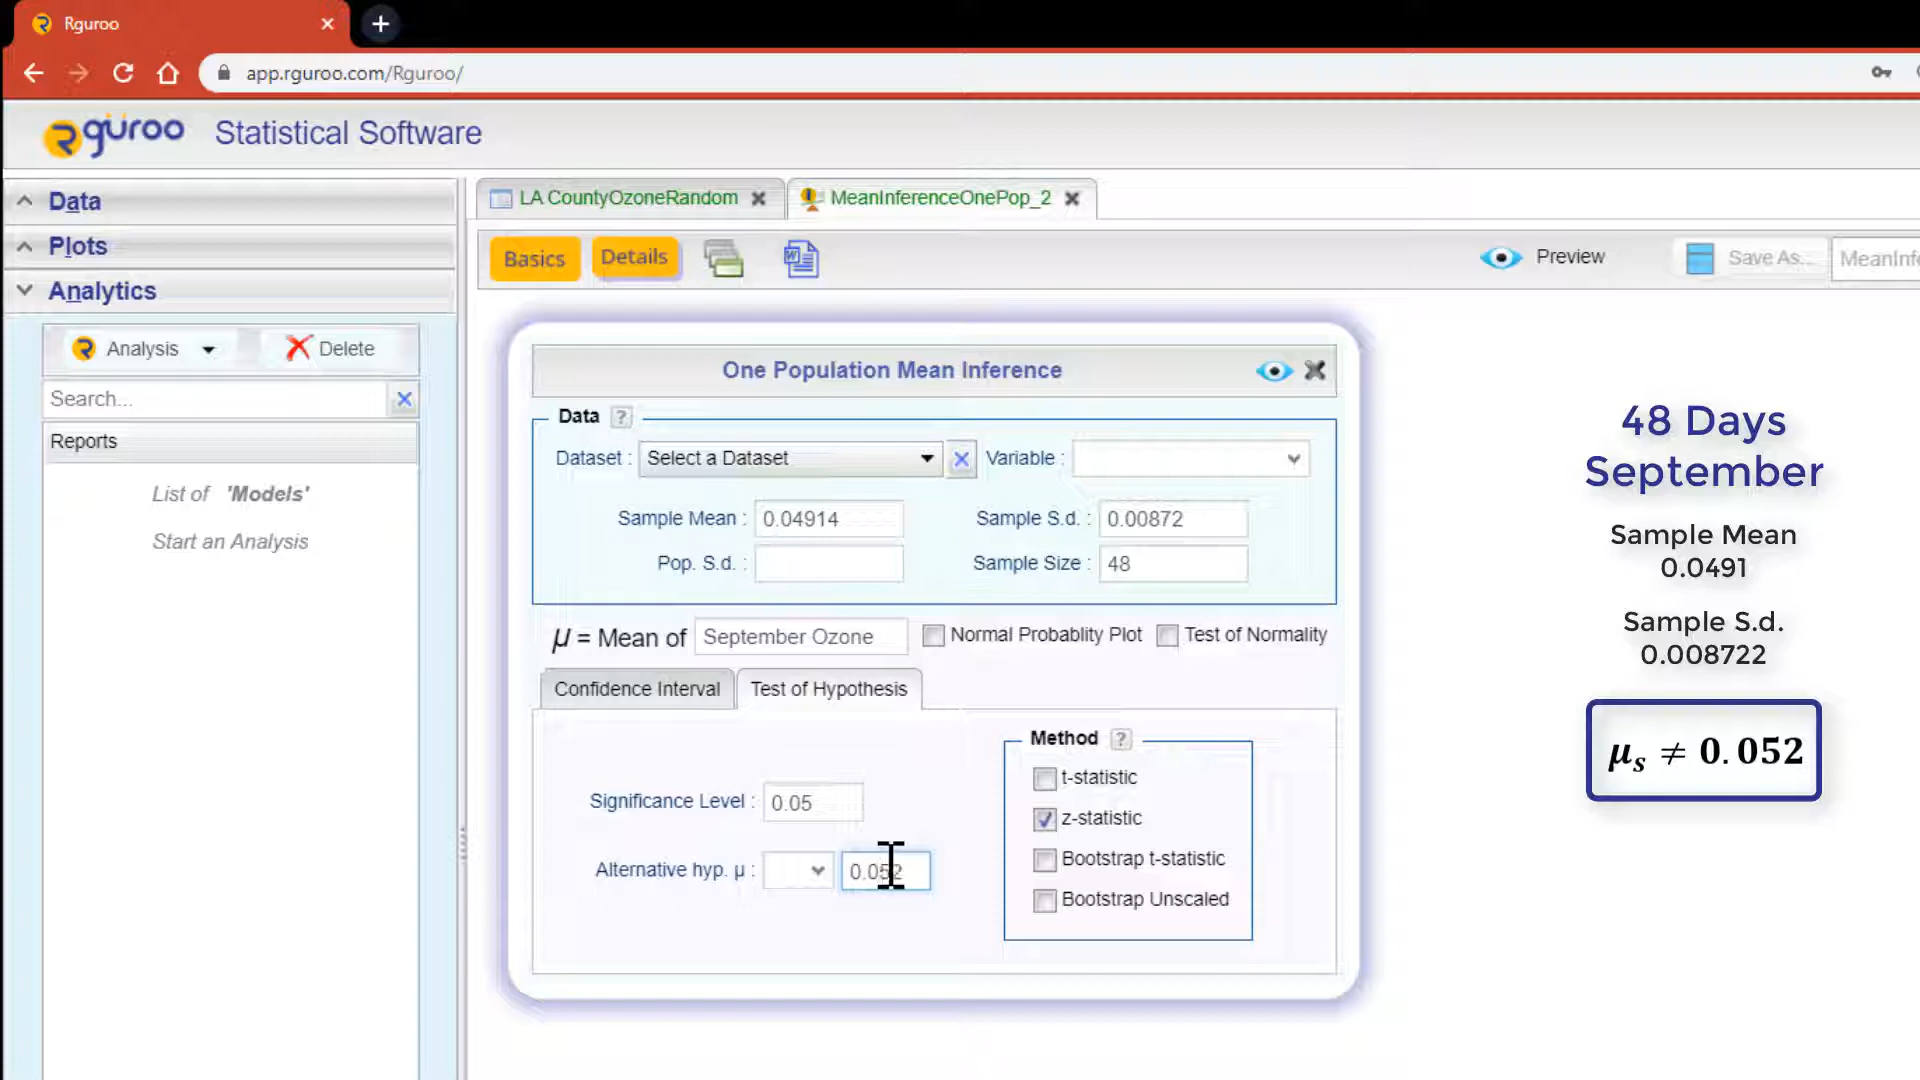 Rguroo
app.rguroo.com/Rguroo/
rguroo Statistical Software
Data
Plots
Analytics
Analysis
Delete
Search...
Reports
List of 'Models'
Start an Analysis
LA CountyOzoneRandom
MeanInferenceOnePop_2
Basics
Details
Preview
Save As...
MeanInfe
One Population Mean Inference
Data ?
Dataset : Select a Dataset
Variable :
Sample Mean : 0.04914
Sample S.d. : 0.00872
Pop. S.d. :
Sample Size : 48
μ = Mean of September Ozone
Normal Probablity Plot
Test of Normality
Confidence Interval
Test of Hypothesis
Significance Level : 0.05
Alternative hyp. μ : 0.052
Method ?
t-statistic
z-statistic
Bootstrap t-statistic
Bootstrap Unscaled
48 Days
September
Sample Mean
0.0491
Sample S.d.
0.008722
μs ≠ 0.052